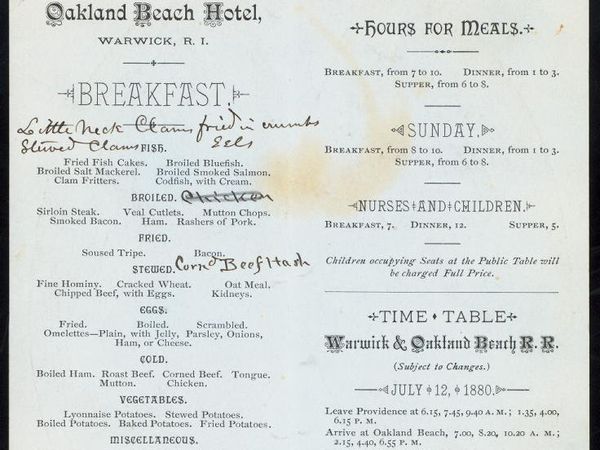 Oakland Beach Hotel,
WARWICK, R. I.
BREAKFAST.
Little Neck Clams fried in crumbs
Stewed Clams Eels
FISH.
Fried Fish Cakes. Broiled Bluefish.
Broiled Salt Mackerel. Broiled Smoked Salmon.
Clam Fritters. Codfish, with Cream.
BROILED. Chicken
Sirloin Steak. Veal Cutlets. Mutton Chops.
Smoked Bacon. Ham. Rashers of Pork.
FRIED.
Soused Tripe. Bacon.
STEWED. Corned Beef Hash
Fine Hominy. Cracked Wheat. Oat Meal.
Chipped Beef, with Eggs. Kidneys.
EGGS.
Fried. Boiled. Scrambled.
Omelettes—Plain, with Jelly, Parsley, Onions,
Ham, or Cheese.
COLD.
Boiled Ham. Roast Beef. Corned Beef. Tongue.
Mutton. Chicken.
VEGETABLES.
Lyonnaise Potatoes. Stewed Potatoes.
Boiled Potatoes. Baked Potatoes. Fried Potatoes.
MISCELLANEOUS.
HOURS FOR MEALS.
BREAKFAST, from 7 to 10. DINNER, from 1 to 3.
SUPPER, from 6 to 8.
SUNDAY.
BREAKFAST, from 8 to 10. DINNER, from 1 to 3.
SUPPER, from 6 to 8.
NURSES AND CHILDREN.
BREAKFAST, 7. DINNER, 12. SUPPER, 5.
Children occupying Seats at the Public Table will
be charged Full Price.
TIME TABLE
Warwick & Oakland Beach R. R.
(Subject to Changes.)
JULY 12, 1880.
Leave Providence at 6.15, 7.45, 9.40 A. M.; 1.35, 4.00,
6.15 P. M.
Arrive at Oakland Beach, 7.00, 8.20, 10.20 A. M.;
2.15, 4.40, 6.55 P. M.